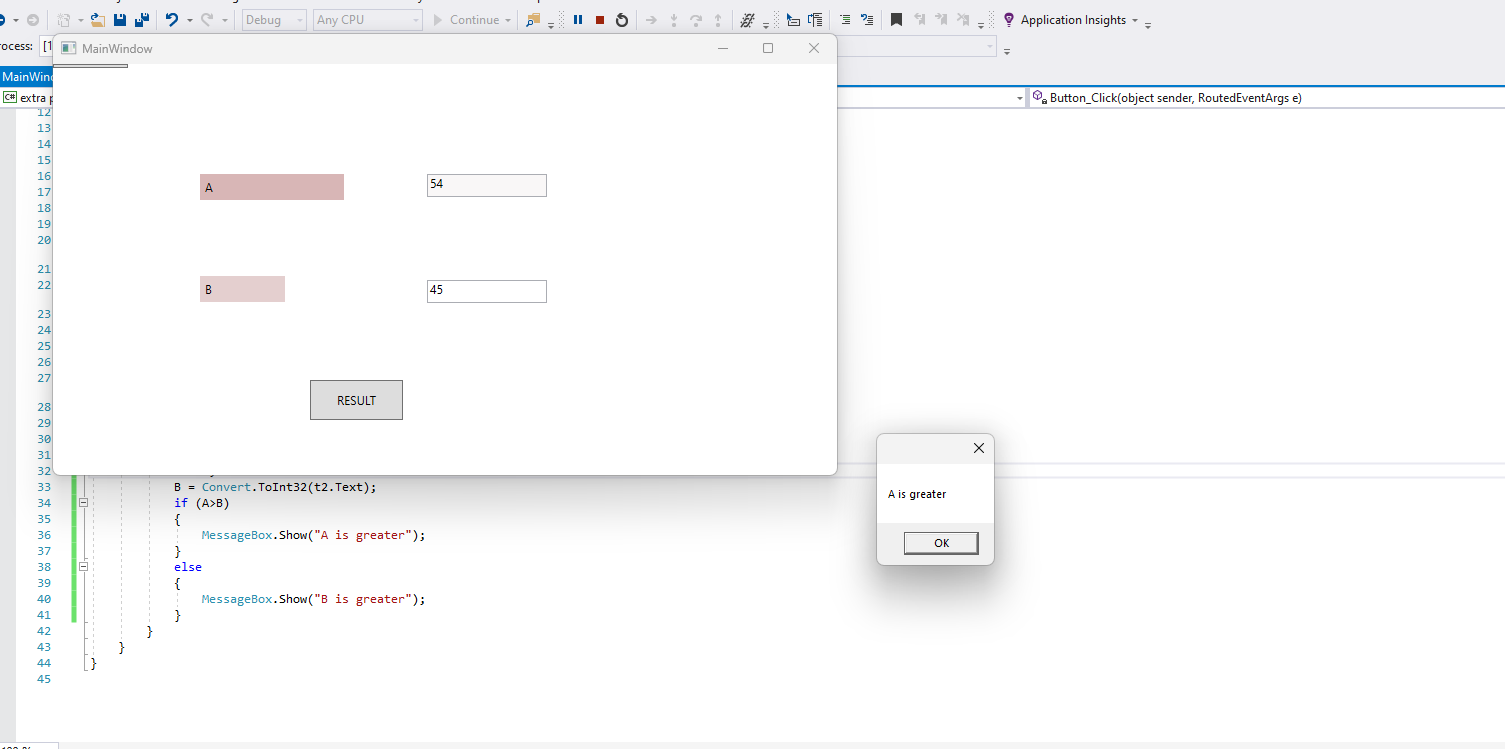 Debug Any CPU Continue Application Insights
rocess: [1
MainWindow
MainWind
extra p
Button_Click(object sender, RoutedEventArgs e)
12
13
14
15
16
17
18
19
20
21
22
23
24
25
26
27
28
29
30
31
32
A
54
B
45
RESULT
33 B = Convert.ToInt32(t2.Text);
34 if (A>B)
35 {
36 MessageBox.Show("A is greater");
37 }
38 else
39 {
40 MessageBox.Show("B is greater");
41 }
42 }
43 }
44 }
45
A is greater
OK